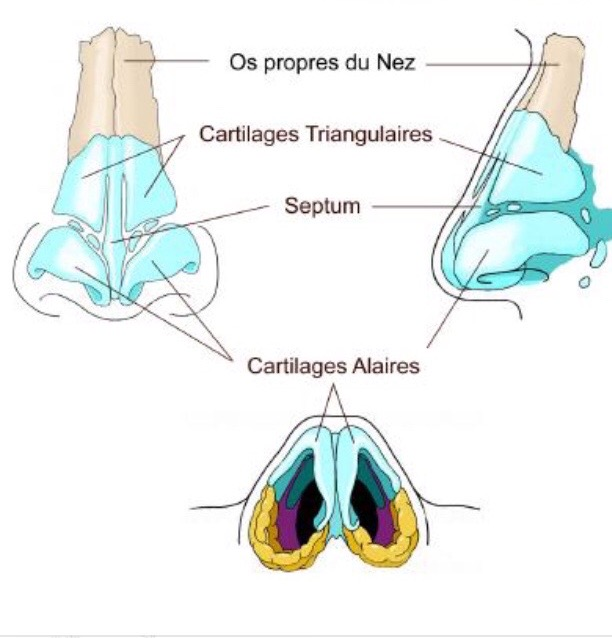 Os propres du Nez
Cartilages Triangulaires
Septum
Cartilages Alaires